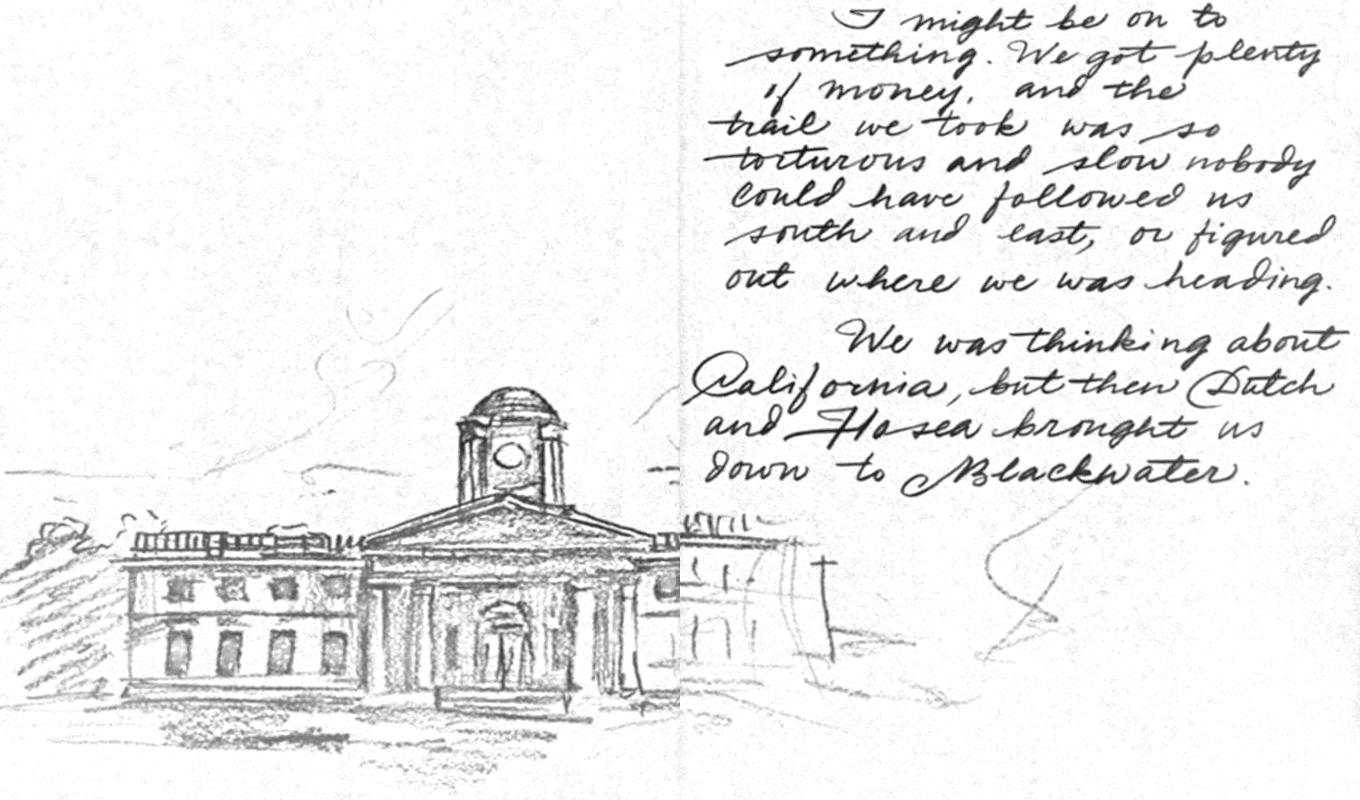 I might be on to
something. We got plenty
if money, and the
trail we took was so
torturous and slow nobody
could have followed us
south and east, or figured
out where we was heading.
We was thinking about
California, but then Dutch
and Hosea brought us
down to Blackwater.